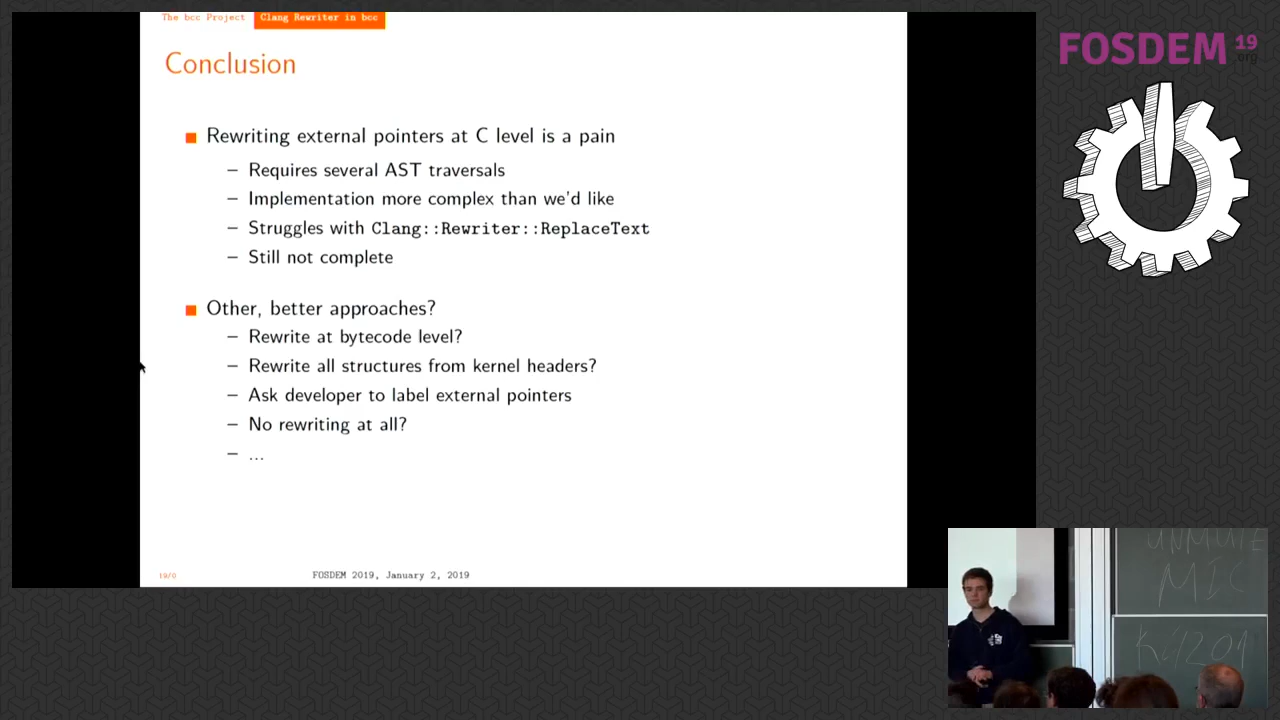 The bcc Project Clang Rewriter in bcc
Conclusion
Rewriting external pointers at C level is a pain
– Requires several AST traversals
– Implementation more complex than we'd like
– Struggles with Clang::Rewriter::ReplaceText
– Still not complete
Other, better approaches?
– Rewrite at bytecode level?
– Rewrite all structures from kernel headers?
– Ask developer to label external pointers
– No rewriting at all?
– ...
19/0 FOSDEM 2019, January 2, 2019
FOSDEM 19
.org
UNMUTE
MIC